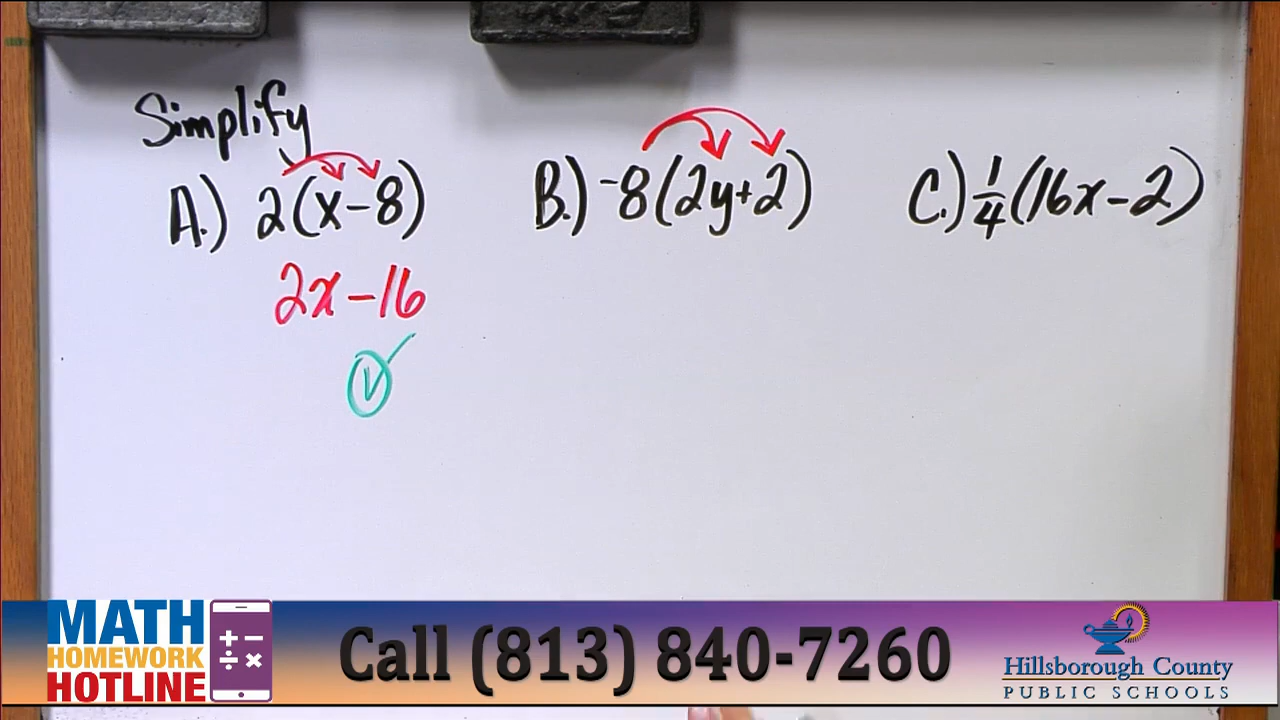 Simplify
A.) 2(x-8)
2x-16
B.) -8(2y+2)
C.) 1/4(16x-2)
MATH
HOMEWORK
HOTLINE
+ −
÷ ×
Call (813) 840-7260
Hillsborough County
PUBLIC SCHOOLS